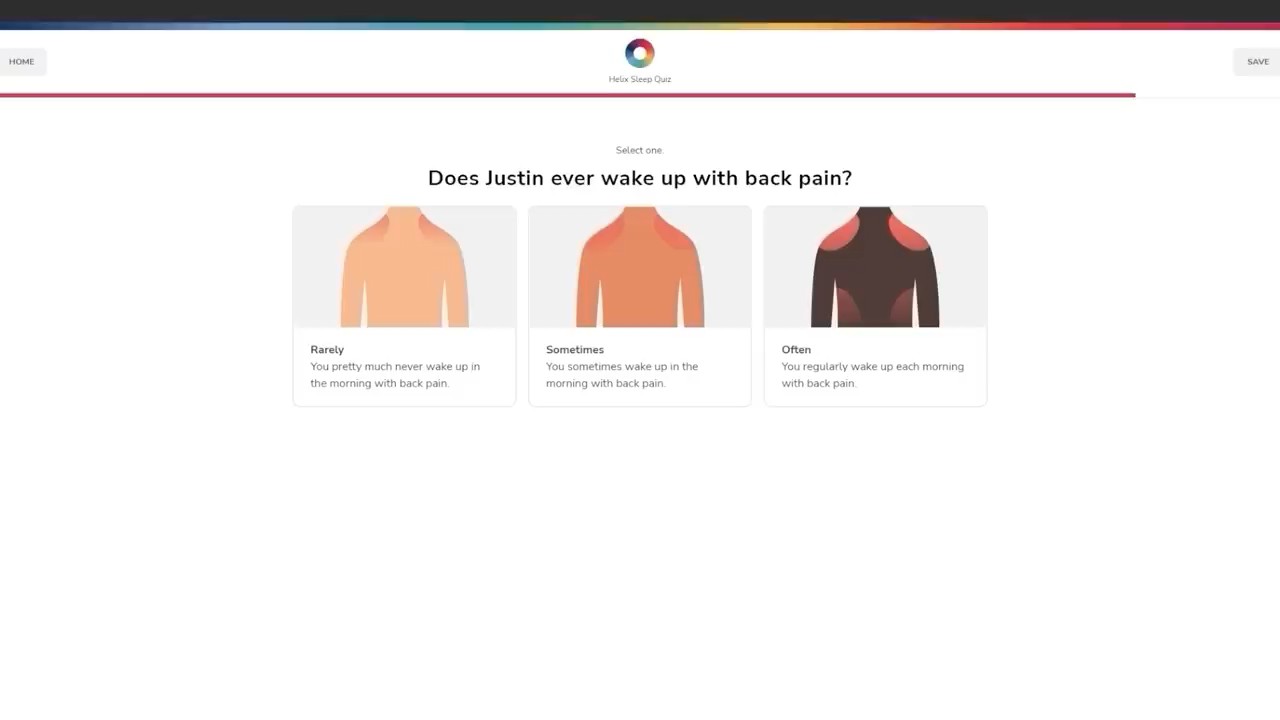 HOME
Helix Sleep Quiz
SAVE
Select one.
Does Justin ever wake up with back pain?
Rarely
You pretty much never wake up in
the morning with back pain.
Sometimes
You sometimes wake up in the
morning with back pain.
Often
You regularly wake up each morning
with back pain.